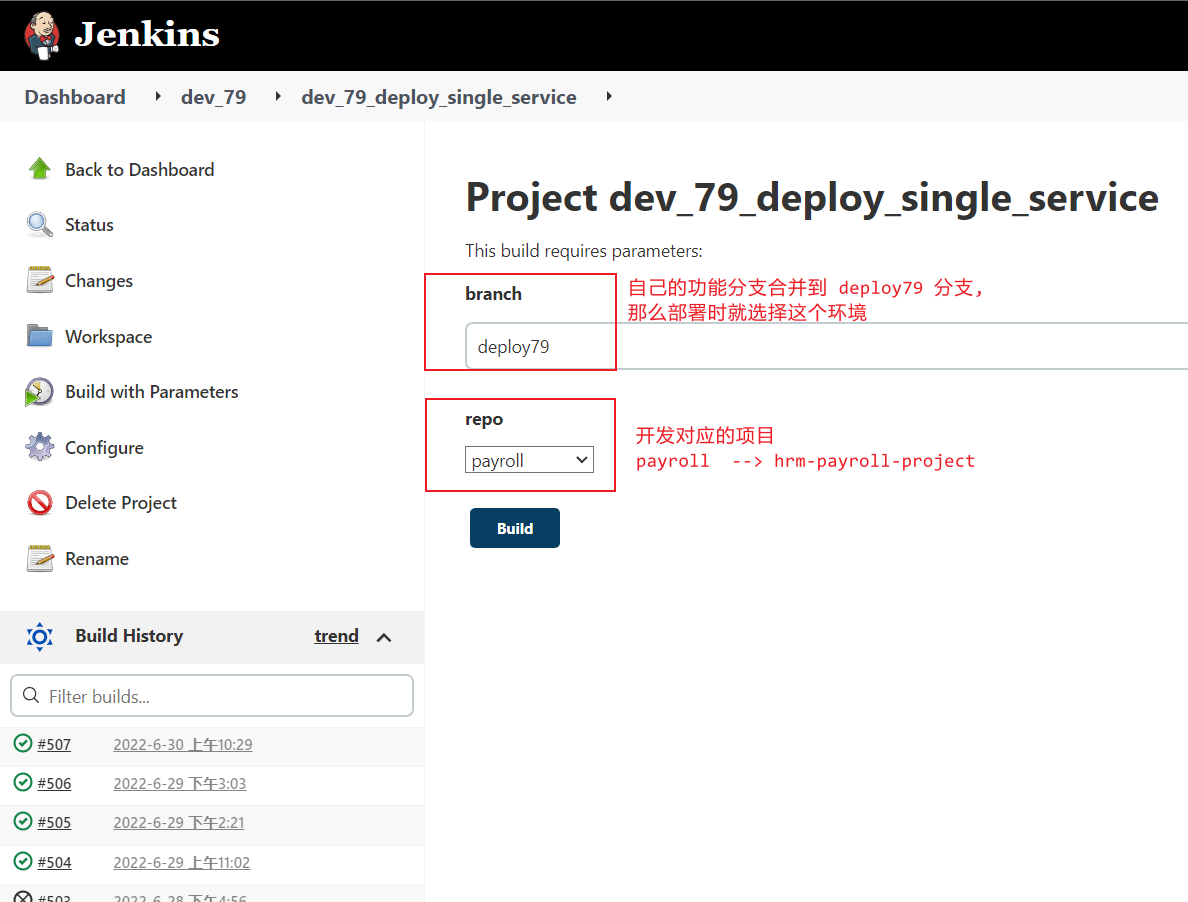 Jenkins
Dashboard
dev_79
dev_79_deploy_single_service
Back to Dashboard
Status
Changes
Workspace
Build with Parameters
Configure
Delete Project
Rename
Build History
trend
Filter builds...
#507 2022-6-30 上午10:29
#506 2022-6-29 下午3:03
#505 2022-6-29 下午2:21
#504 2022-6-29 上午11:02
#503 2022-6-28 下午4:56
Project dev_79_deploy_single_service
This build requires parameters:
branch
自己的功能分支合并到 deploy79 分支,
那么部署时就选择这个环境
deploy79
repo
payroll
开发对应的项目
payroll --> hrm-payroll-project
Build